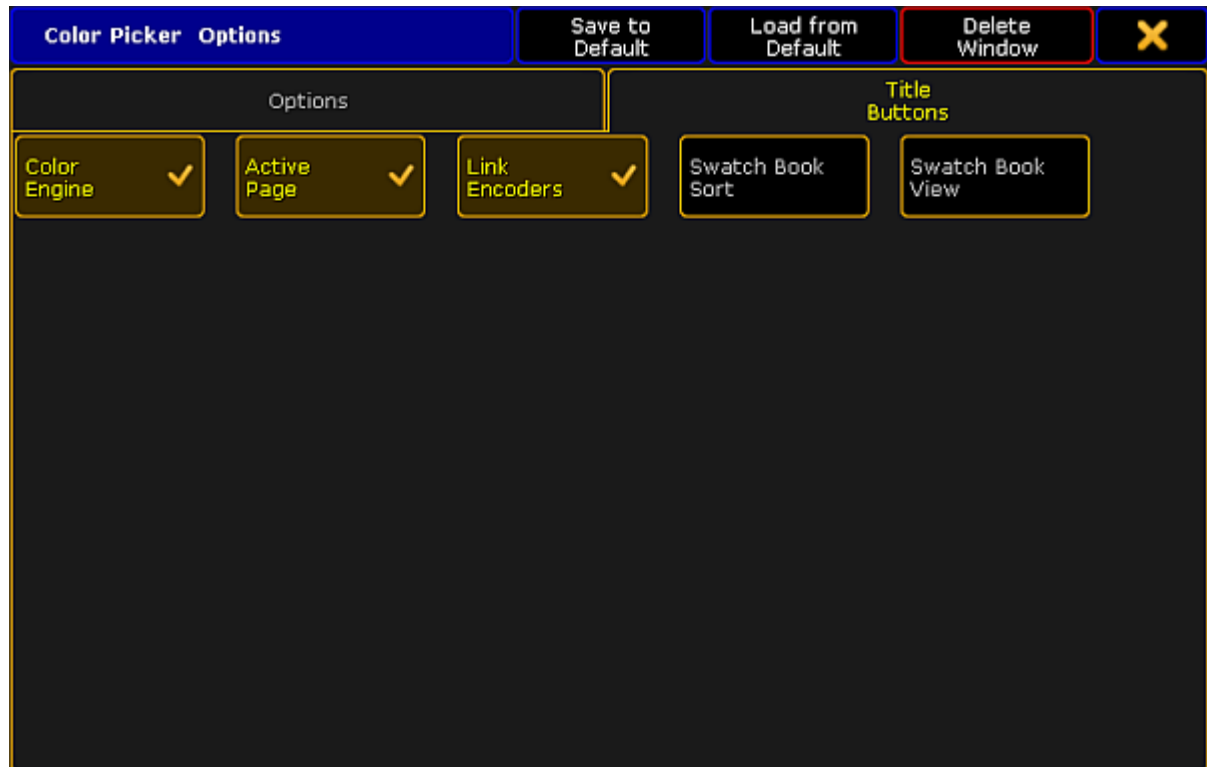 Color Picker Options
Save to
Default
Load from
Default
Delete
Window
Options
Title
Buttons
Color
Engine
Active
Page
Link
Encoders
Swatch Book
Sort
Swatch Book
View